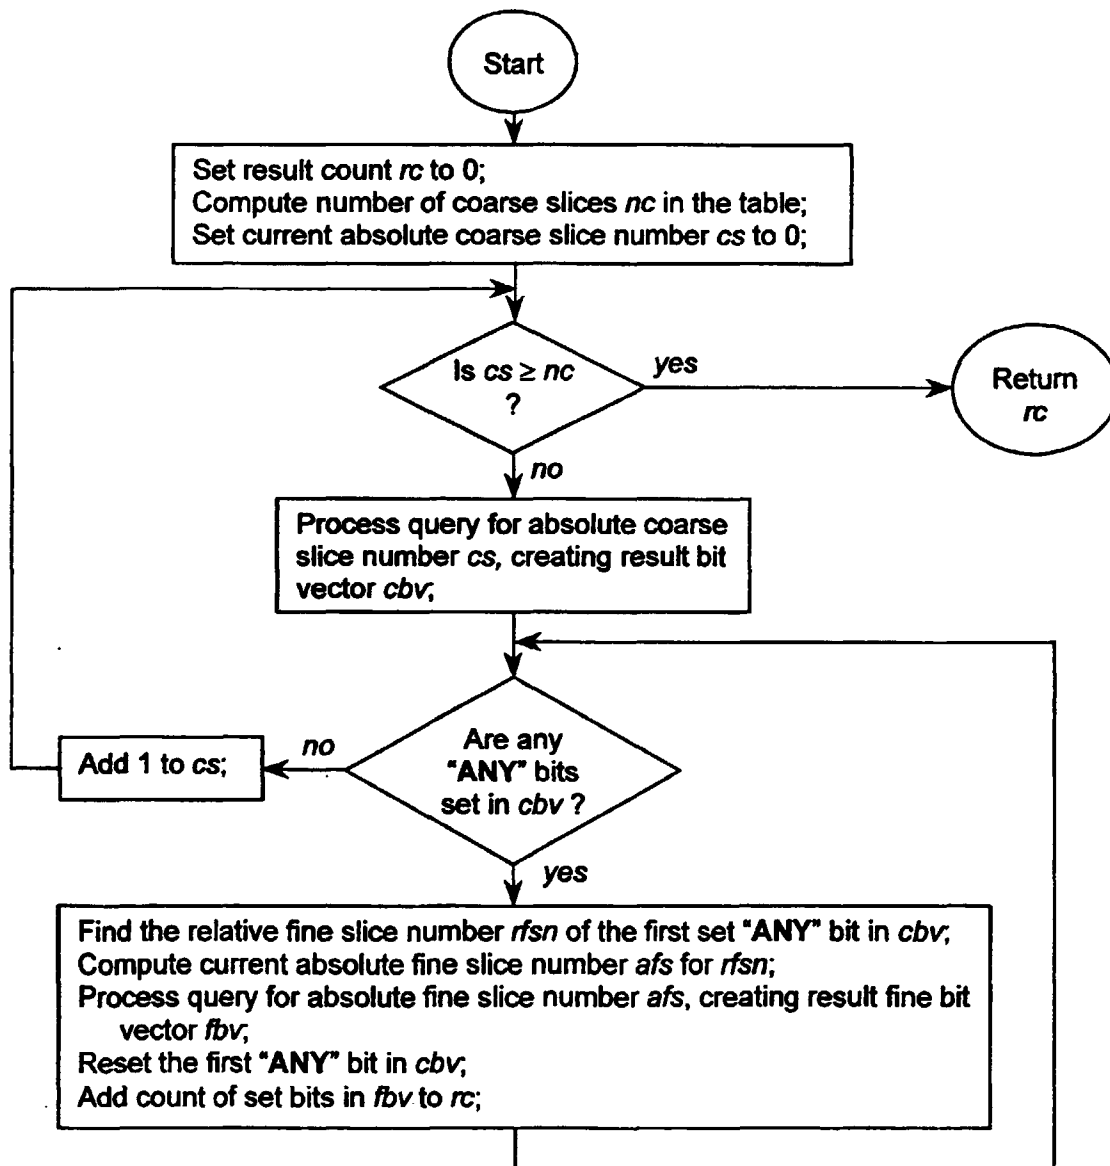 Start
Set result count rc to 0;
Compute number of coarse slices nc in the table;
Set current absolute coarse slice number cs to 0;
Is cs ≥ nc
?
yes
Return
rc
no
Process query for absolute coarse
slice number cs, creating result bit
vector cbv;
Are any
"ANY" bits
set in cbv ?
no
Add 1 to cs;
yes
Find the relative fine slice number rfsn of the first set "ANY" bit in cbv;
Compute current absolute fine slice number afs for rfsn;
Process query for absolute fine slice number afs, creating result fine bit
vector fbv;
Reset the first "ANY" bit in cbv;
Add count of set bits in fbv to rc;